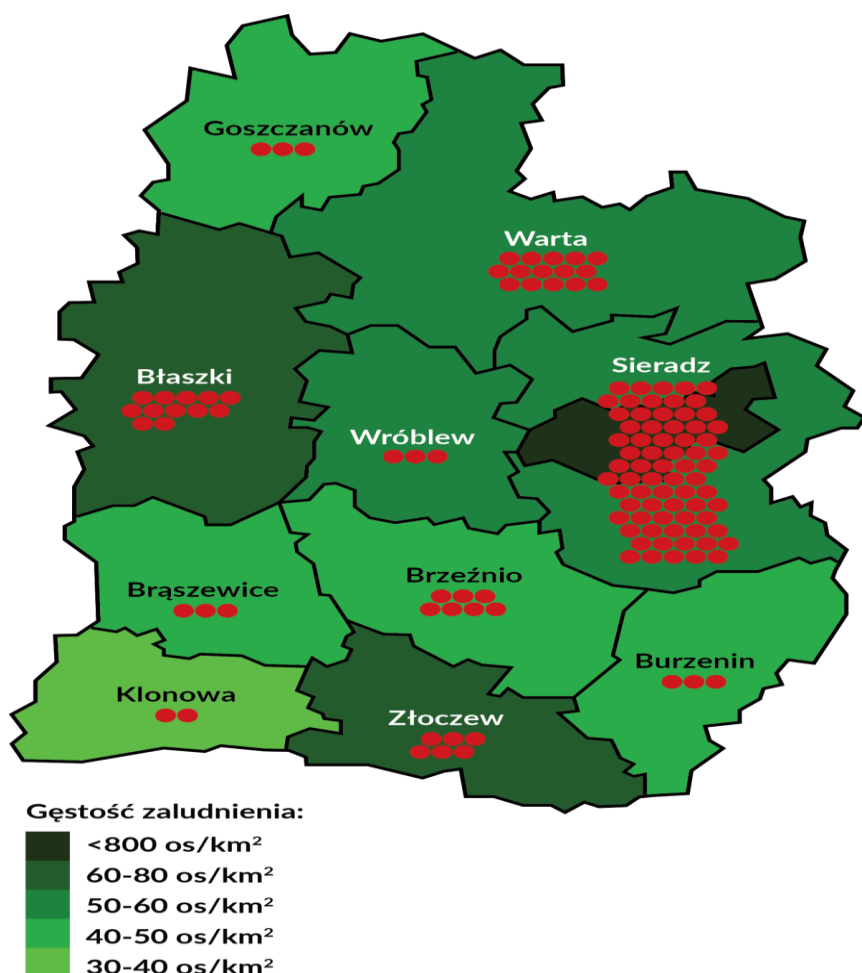 Goszczanów
Warta
Sieradz
Błaszki
Wróblew
Brąszewice
Brzeźnio
Burzenin
Klonowa
Złoczew
Gęstość zaludnienia:
<800 os/km²
60-80 os/km²
50-60 os/km²
40-50 os/km²
30-40 os/km²